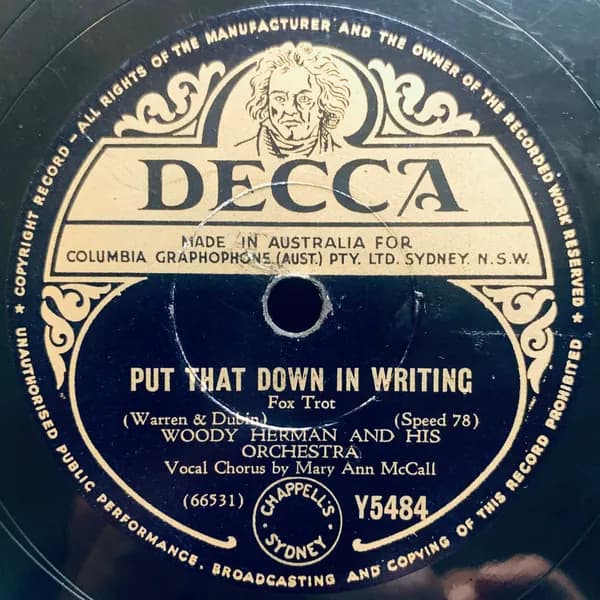 ★ COPYRIGHT RECORD – ALL RIGHTS OF THE MANUFACTURER AND THE OWNER OF THE RECORDED WORK RESERVED ★
DECCA
MADE IN AUSTRALIA FOR
COLUMBIA GRAPHOPHONE (AUST.) PTY. LTD. SYDNEY. N.S.W.
PUT THAT DOWN IN WRITING
Fox Trot
(Warren & Dubin) (Speed 78)
WOODY HERMAN AND HIS
ORCHESTRA
Vocal Chorus by Mary Ann McCall
(66531) Y5484
CHAPPELL'S
· SYDNEY ·
UNAUTHORISED PUBLIC PERFORMANCE, BROADCASTING AND COPYING OF THIS RECORD PROHIBITED